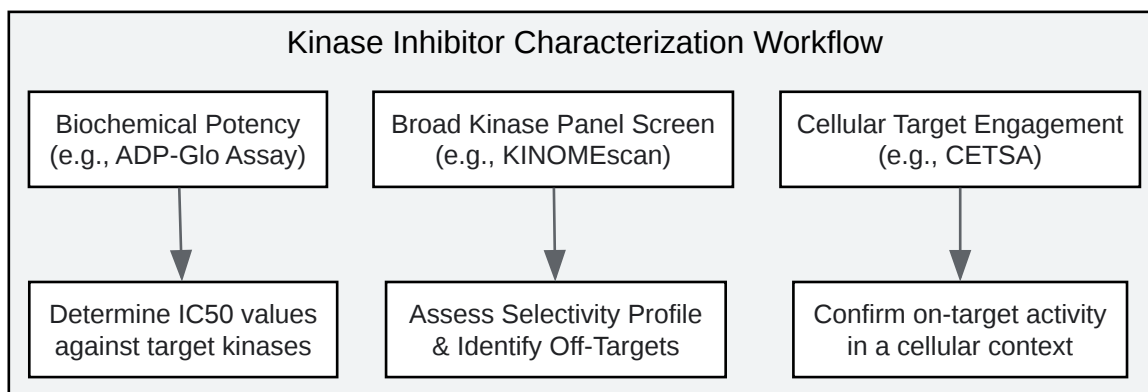 Kinase Inhibitor Characterization Workflow
Biochemical Potency
(e.g., ADP-Glo Assay)
Broad Kinase Panel Screen
(e.g., KINOMEscan)
Cellular Target Engagement
(e.g., CETSA)
Determine IC50 values
against target kinases
Assess Selectivity Profile
& Identify Off-Targets
Confirm on-target activity
in a cellular context